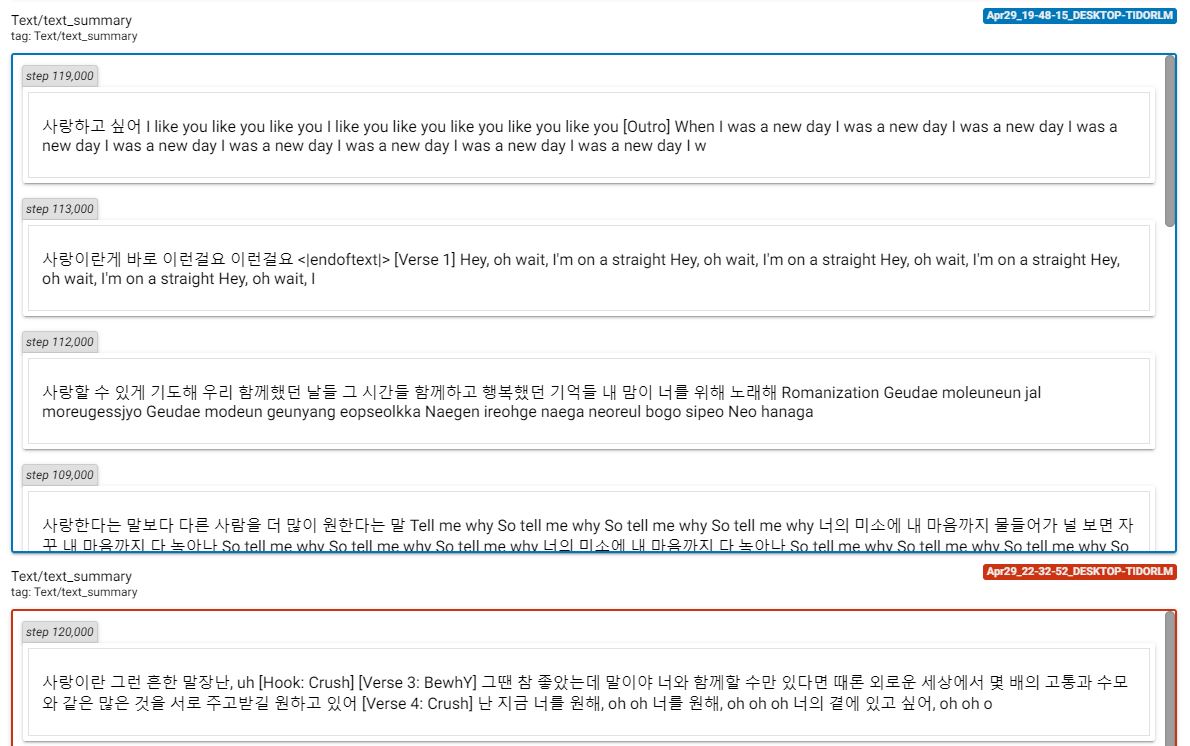 Text/text_summary
Apr29_19-48-15_DESKTOP-TIDORLM
tag: Text/text_summary
step 119,000
사랑하고 싶어 I like you like you like you I like you like you like you like you like you [Outro] When I was a new day I was a new day I was a new day I was a
new day I was a new day I was a new day I was a new day I was a new day I was a new day I w
step 113,000
사랑이란게 바로 이런걸요 이런걸요 <|endoftext|> [Verse 1] Hey, oh wait, I'm on a straight Hey, oh wait, I'm on a straight Hey, oh wait, I'm on a straight Hey,
oh wait, I'm on a straight Hey, oh wait, I
step 112,000
사랑할 수 있게 기도해 우리 함께했던 날들 그 시간들 함께하고 행복했던 기억들 내 맘이 너를 위해 노래해 Romanization Geudae moleuneun jal
moreugessjyo Geudae modeun geunyang eopseolkka Naegen ireohge naega neoreul bogo sipeo Neo hanaga
step 109,000
사랑한다는 말보다 다른 사람을 더 많이 원한다는 말 Tell me why So tell me why So tell me why So tell me why 너의 미소에 내 마음까지 물들어가 널 보면 자
꾸 내 마음까지 다 녹아나 So tell me why So tell me why So tell me why 너의 미소에 내 마음까지 다 녹아나 So tell me why So tell me why So tell me why So
Text/text_summary
Apr29_22-32-52_DESKTOP-TIDORLM
tag: Text/text_summary
step 120,000
사랑이란 그런 흔한 말장난, uh [Hook: Crush] [Verse 3: BewhY] 그땐 참 좋았는데 말이야 너와 함께할 수만 있다면 때론 외로운 세상에서 몇 배의 고통과 수모
와 같은 많은 것을 서로 주고받길 원하고 있어 [Verse 4: Crush] 난 지금 너를 원해, oh oh 너를 원해, oh oh oh 너의 곁에 있고 싶어, oh oh o